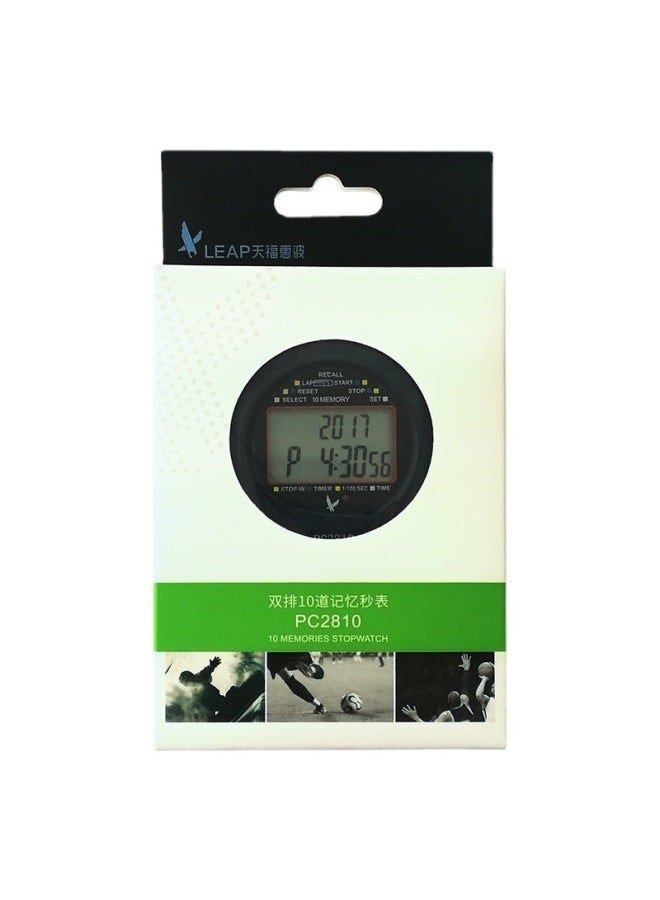 LEAP天福惠波
RECALL
LAP START
RESET STOP
SELECT 10 MEMORY SET
2017
P 4:30 56
STOP-W TIMER 1/100 SEC TIME
®
PC2810
双排10道记忆秒表
PC2810
10 MEMORIES STOPWATCH